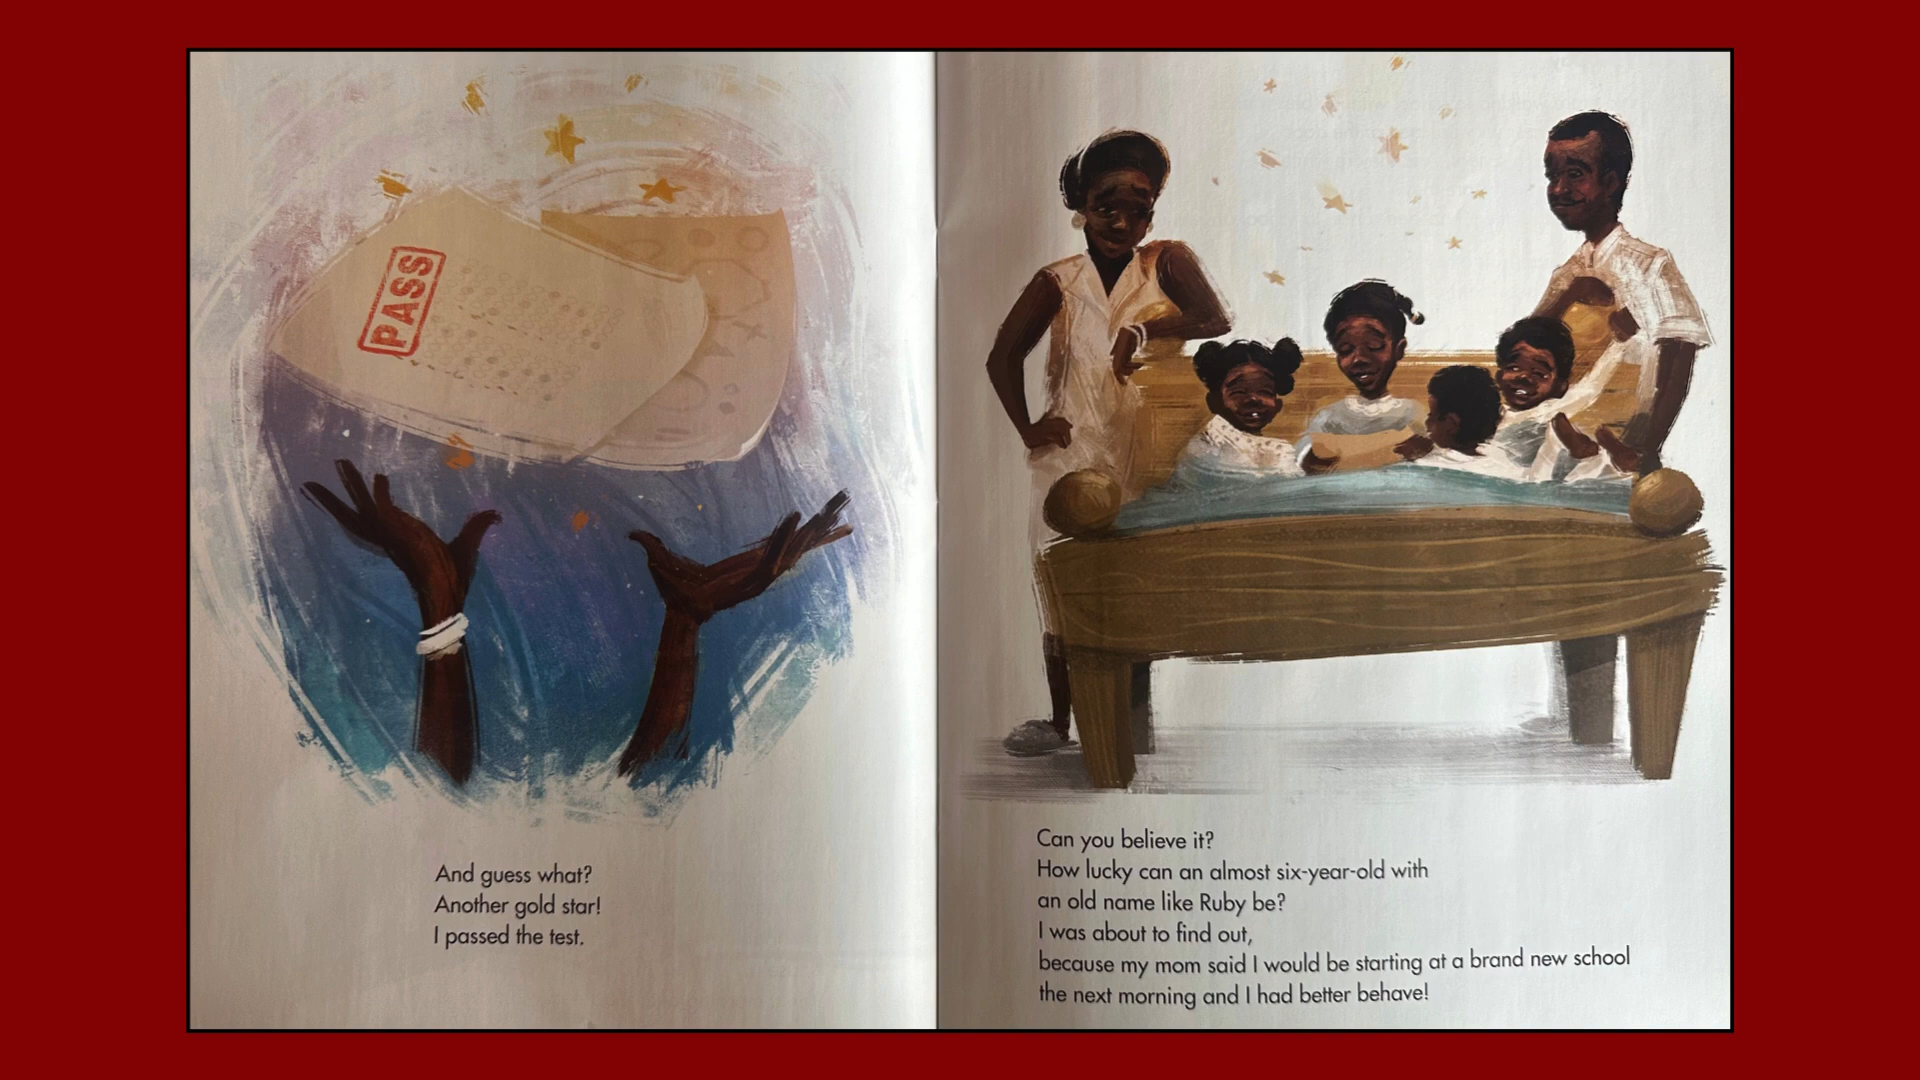 PASS
And guess what?
Another gold star!
I passed the test.
Can you believe it?
How lucky can an almost six-year-old with
an old name like Ruby be?
I was about to find out,
because my mom said I would be starting at a brand new school
the next morning and I had better behave!